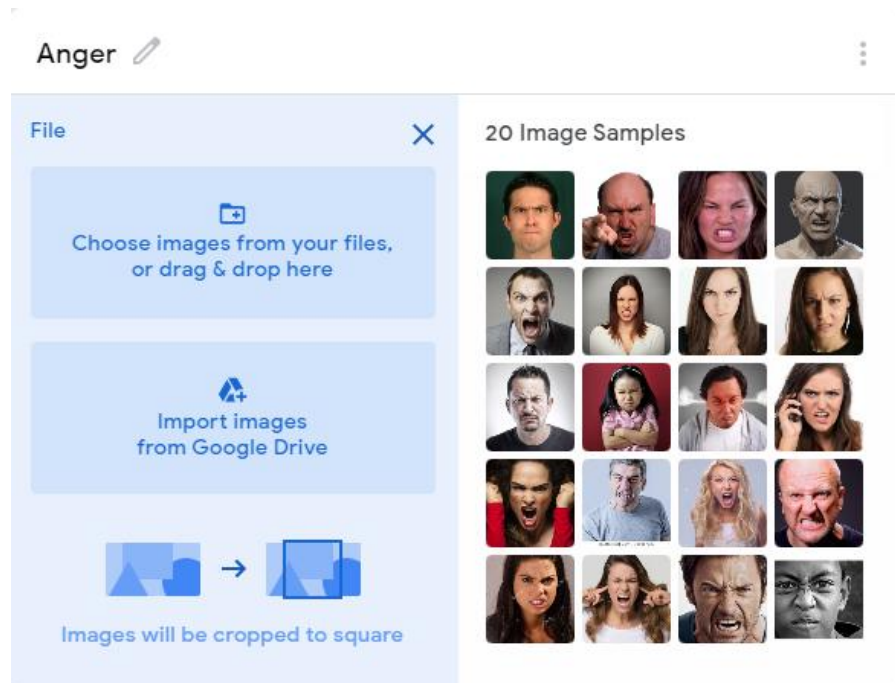 Anger
File
20 Image Samples
Choose images from your files,
or drag & drop here
Import images
from Google Drive
Images will be cropped to square